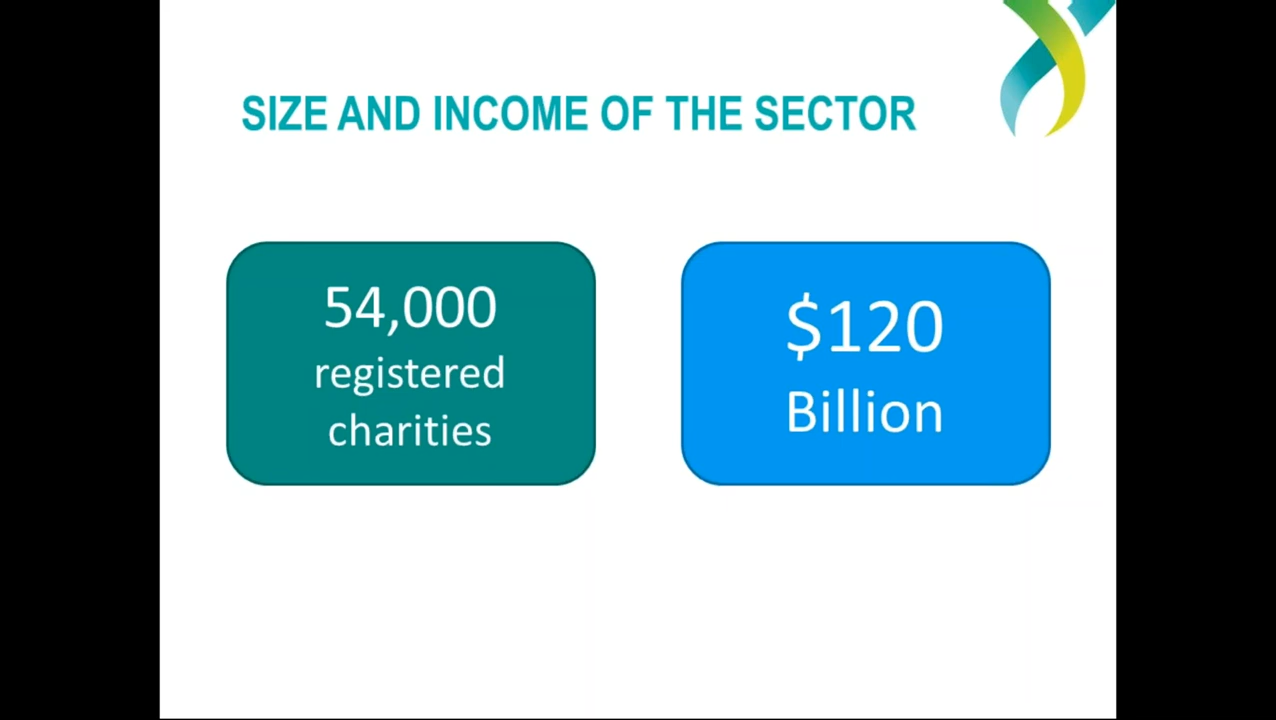 SIZE AND INCOME OF THE SECTOR
54,000
registered
charities
$120
Billion